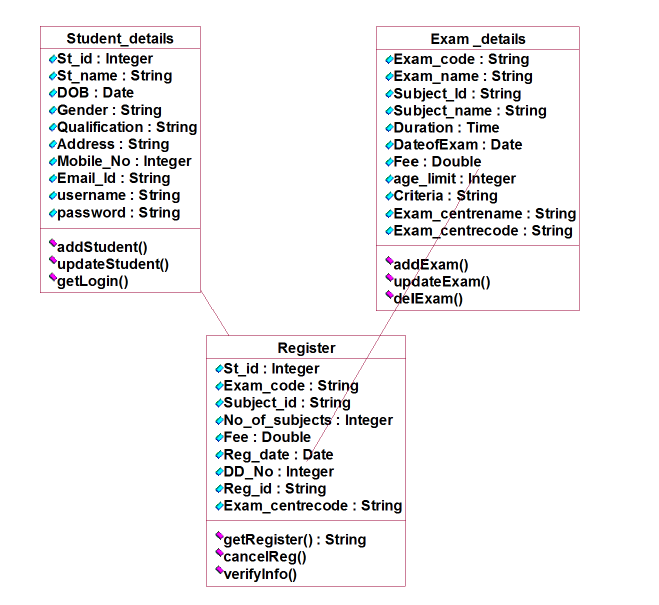 Student_details
St_id : Integer
St_name : String
DOB : Date
Gender : String
Qualification : String
Address : String
Mobile_No : Integer
Email_Id : String
username : String
password : String
addStudent()
updateStudent()
getLogin()
Exam _details
Exam_code : String
Exam_name : String
Subject_Id : String
Subject_name : String
Duration : Time
DateofExam : Date
Fee : Double
age_limit : Integer
Criteria : String
Exam_centrename : String
Exam_centrecode : String
addExam()
updateExam()
delExam()
Register
St_id : Integer
Exam_code : String
Subject_id : String
No_of_subjects : Integer
Fee : Double
Reg_date : Date
DD_No : Integer
Reg_id : String
Exam_centrecode : String
getRegister() : String
cancelReg()
verifyInfo()